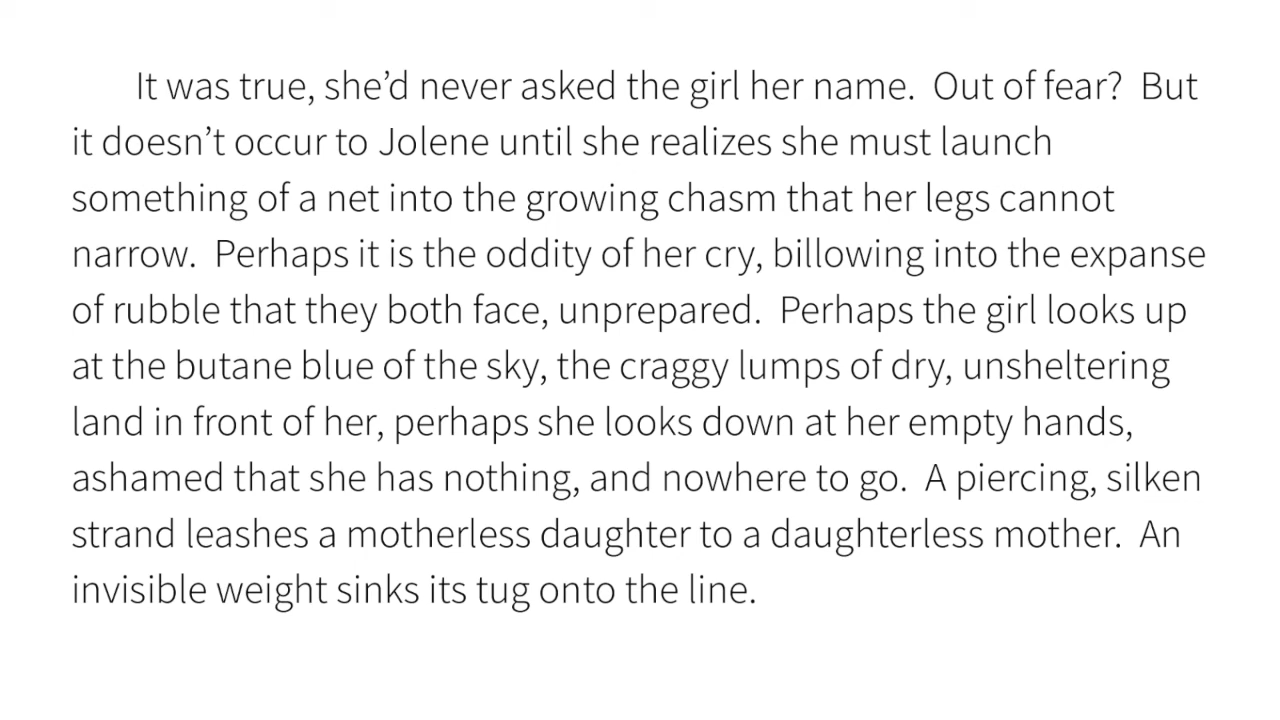 It was true, she’d never asked the girl her name.  Out of fear?  But
it doesn’t occur to Jolene until she realizes she must launch
something of a net into the growing chasm that her legs cannot
narrow.  Perhaps it is the oddity of her cry, billowing into the expanse
of rubble that they both face, unprepared.  Perhaps the girl looks up
at the butane blue of the sky, the craggy lumps of dry, unsheltering
land in front of her, perhaps she looks down at her empty hands,
ashamed that she has nothing, and nowhere to go.  A piercing, silken
strand leashes a motherless daughter to a daughterless mother.  An
invisible weight sinks its tug onto the line.